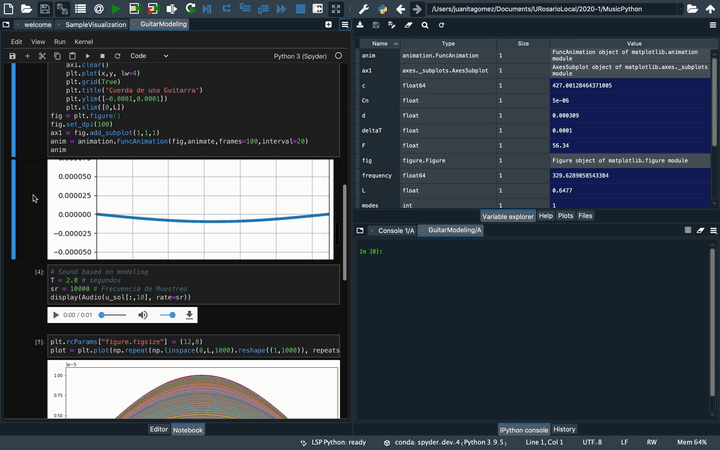 /Users/juanitagomez/Documents/URosarioLocal/2020-1/MusicPython
welcome
SampleVisualization
GuitarModeling
Edit View Run Kernel
Code
Python 3 (Spyder)
ax1.clear()
plt.plot(x,y, lw=4)
plt.grid(True)
plt.title('Cuerda de una Guitarra')
plt.ylim([-0.0001,0.0001])
plt.xlim([0,L])
fig = plt.figure()
fig.set_dpi(100)
ax1 = fig.add_subplot(1,1,1)
anim = animation.FuncAnimation(fig,animate,frames=100,interval=20)
anim
0.000050
0.000025
0.000000
−0.000025
−0.000050
[4]:
# Sound based on modeling
T = 2.0 # segundos
sr = 10000 # Frecuencia de Muestreo
display(Audio(u_sol[:,10], rate=sr))
0:00 / 0:01
[5]:
plt.rcParams["figure.figsize"] = (12,8)
plot = plt.plot(np.repeat(np.linspace(0,L,1000).reshape((1,1000)), repeats
1e−5
1.00
0.75
0.50
Editor Notebook
Name Type Size Value
anim animation.FuncAnimation 1 FuncAnimation object of matplotlib.animation module
ax1 axes._subplots.AxesSubplot 1 AxesSubplot object of matplotlib.axes._subplots module
c float64 1 427.00128464371005
Cn float 1 5e-06
d float 1 0.000309
deltaT float 1 0.0001
F float 1 56.34
fig figure.Figure 1 Figure object of matplotlib.figure module
frequency float64 1 329.6289058543384
L float 1 0.6477
modes int 1 1
Variable explorer Help Plots Files
Console 1/A
GuitarModeling/A
In [0]:
IPython console History
LSP Python: ready
conda: spyder-dev-4 (Python 3.9.5)
Line 1, Col 1
UTF-8
LF
RW
Mem 64%